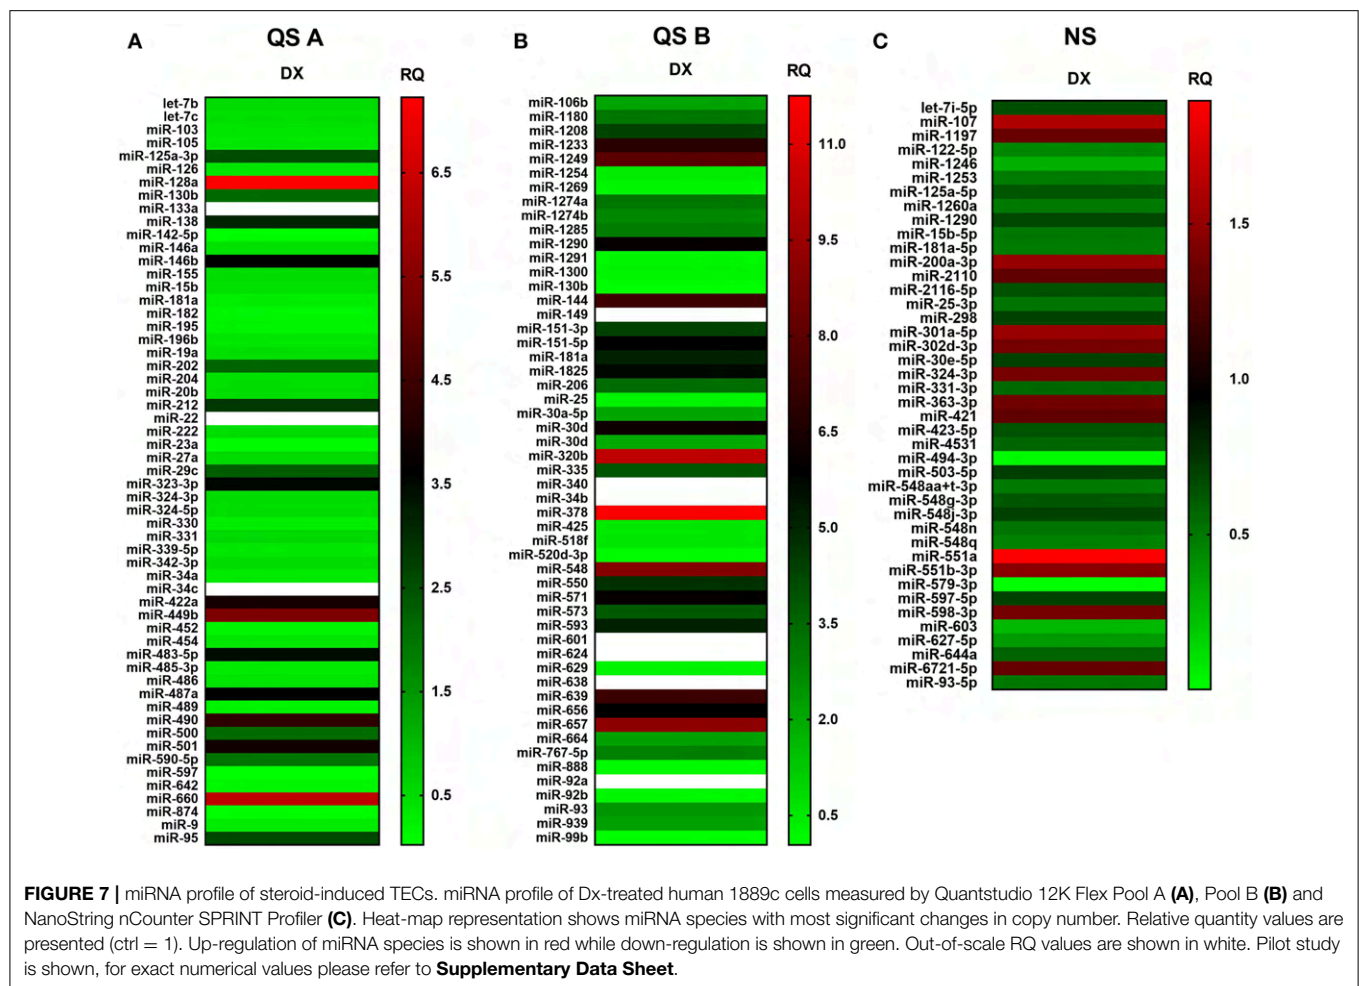 A
QS A
DX
RQ
let-7b
let-7c
miR-103
miR-105
miR-125a-3p
miR-126
miR-128a
miR-130b
miR-133a
miR-138
miR-142-5p
miR-146a
miR-146b
miR-155
miR-15b
miR-181a
miR-182
miR-195
miR-196b
miR-19a
miR-202
miR-204
miR-20b
miR-212
miR-22
miR-222
miR-23a
miR-27a
miR-29c
miR-323-3p
miR-324-3p
miR-324-5p
miR-330
miR-331
miR-339-5p
miR-342-3p
miR-34a
miR-34c
miR-422a
miR-449b
miR-452
miR-454
miR-483-5p
miR-485-3p
miR-486
miR-487a
miR-489
miR-490
miR-500
miR-501
miR-590-5p
miR-597
miR-642
miR-660
miR-874
miR-9
miR-95
6.5
5.5
4.5
3.5
2.5
1.5
0.5
B
QS B
DX
RQ
miR-106b
miR-1180
miR-1208
miR-1233
miR-1249
miR-1254
miR-1269
miR-1274a
miR-1274b
miR-1285
miR-1290
miR-1291
miR-1300
miR-130b
miR-144
miR-149
miR-151-3p
miR-151-5p
miR-181a
miR-1825
miR-206
miR-25
miR-30a-5p
miR-30d
miR-30d
miR-320b
miR-335
miR-340
miR-34b
miR-378
miR-425
miR-518f
miR-520d-3p
miR-548
miR-550
miR-571
miR-573
miR-593
miR-601
miR-624
miR-629
miR-638
miR-639
miR-656
miR-657
miR-664
miR-767-5p
miR-888
miR-92a
miR-92b
miR-93
miR-939
miR-99b
11.0
9.5
8.0
6.5
5.0
3.5
2.0
0.5
C
NS
DX
RQ
let-7i-5p
miR-107
miR-1197
miR-122-5p
miR-1246
miR-1253
miR-125a-5p
miR-1260a
miR-1290
miR-15b-5p
miR-181a-5p
miR-200a-3p
miR-2110
miR-2116-5p
miR-25-3p
miR-298
miR-301a-5p
miR-302d-3p
miR-30e-5p
miR-324-3p
miR-331-3p
miR-363-3p
miR-421
miR-423-5p
miR-4531
miR-494-3p
miR-503-5p
miR-548aa+t-3p
miR-548g-3p
miR-548j-3p
miR-548n
miR-548q
miR-551a
miR-551b-3p
miR-579-3p
miR-597-5p
miR-598-3p
miR-603
miR-627-5p
miR-644a
miR-6721-5p
miR-93-5p
1.5
1.0
0.5
FIGURE 7 | miRNA profile of steroid-induced TECs. miRNA profile of Dx-treated human 1889c cells measured by Quantstudio 12K Flex Pool A (A), Pool B (B) and
NanoString nCounter SPRINT Profiler (C). Heat-map representation shows miRNA species with most significant changes in copy number. Relative quantity values are
presented (ctrl = 1). Up-regulation of miRNA species is shown in red while down-regulation is shown in green. Out-of-scale RQ values are shown in white. Pilot study
is shown, for exact numerical values please refer to Supplementary Data Sheet.